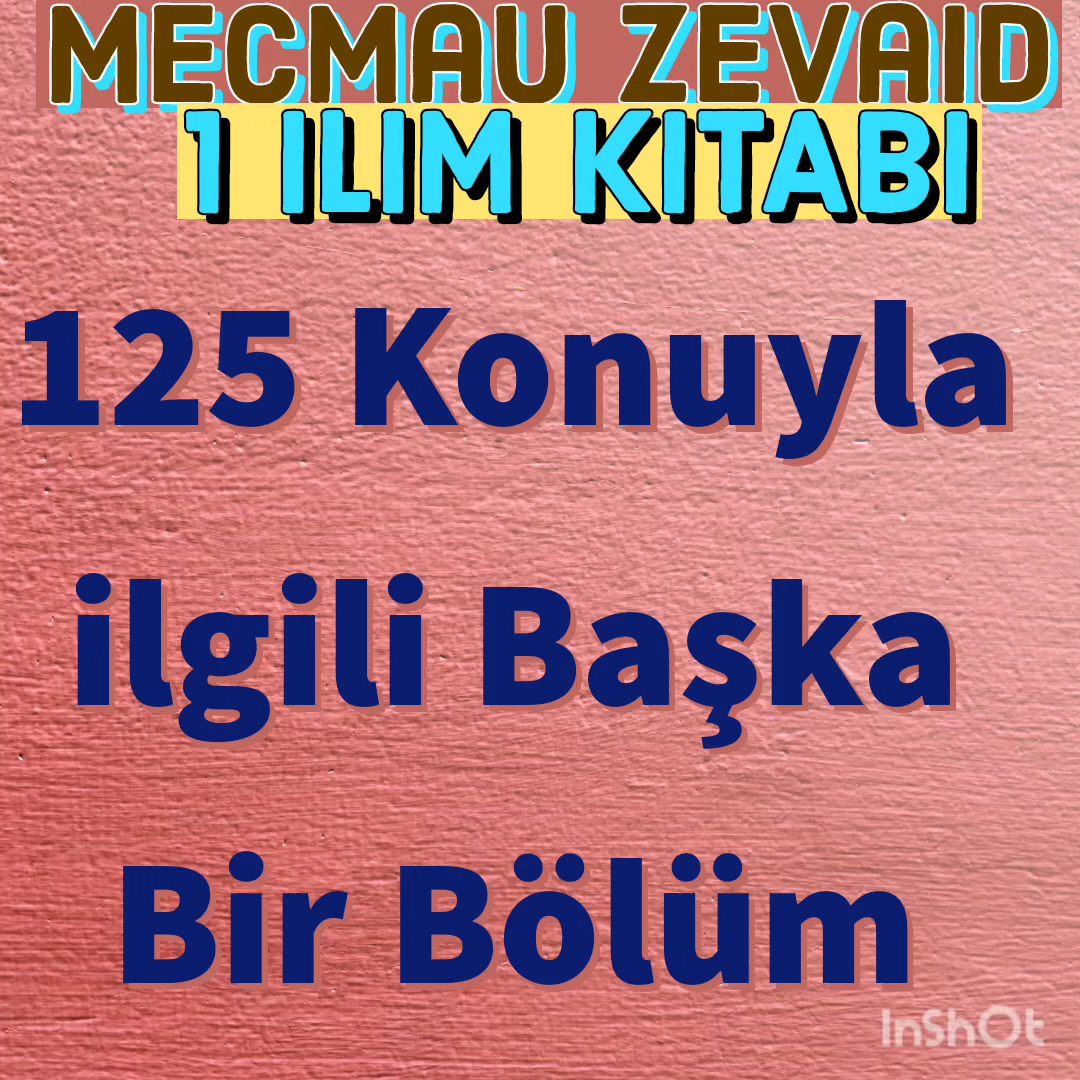 MECMAU ZEVAID
1 ILIM KITABI
125 Konuyla
ilgili Başka
Bir Bölüm
InShOt